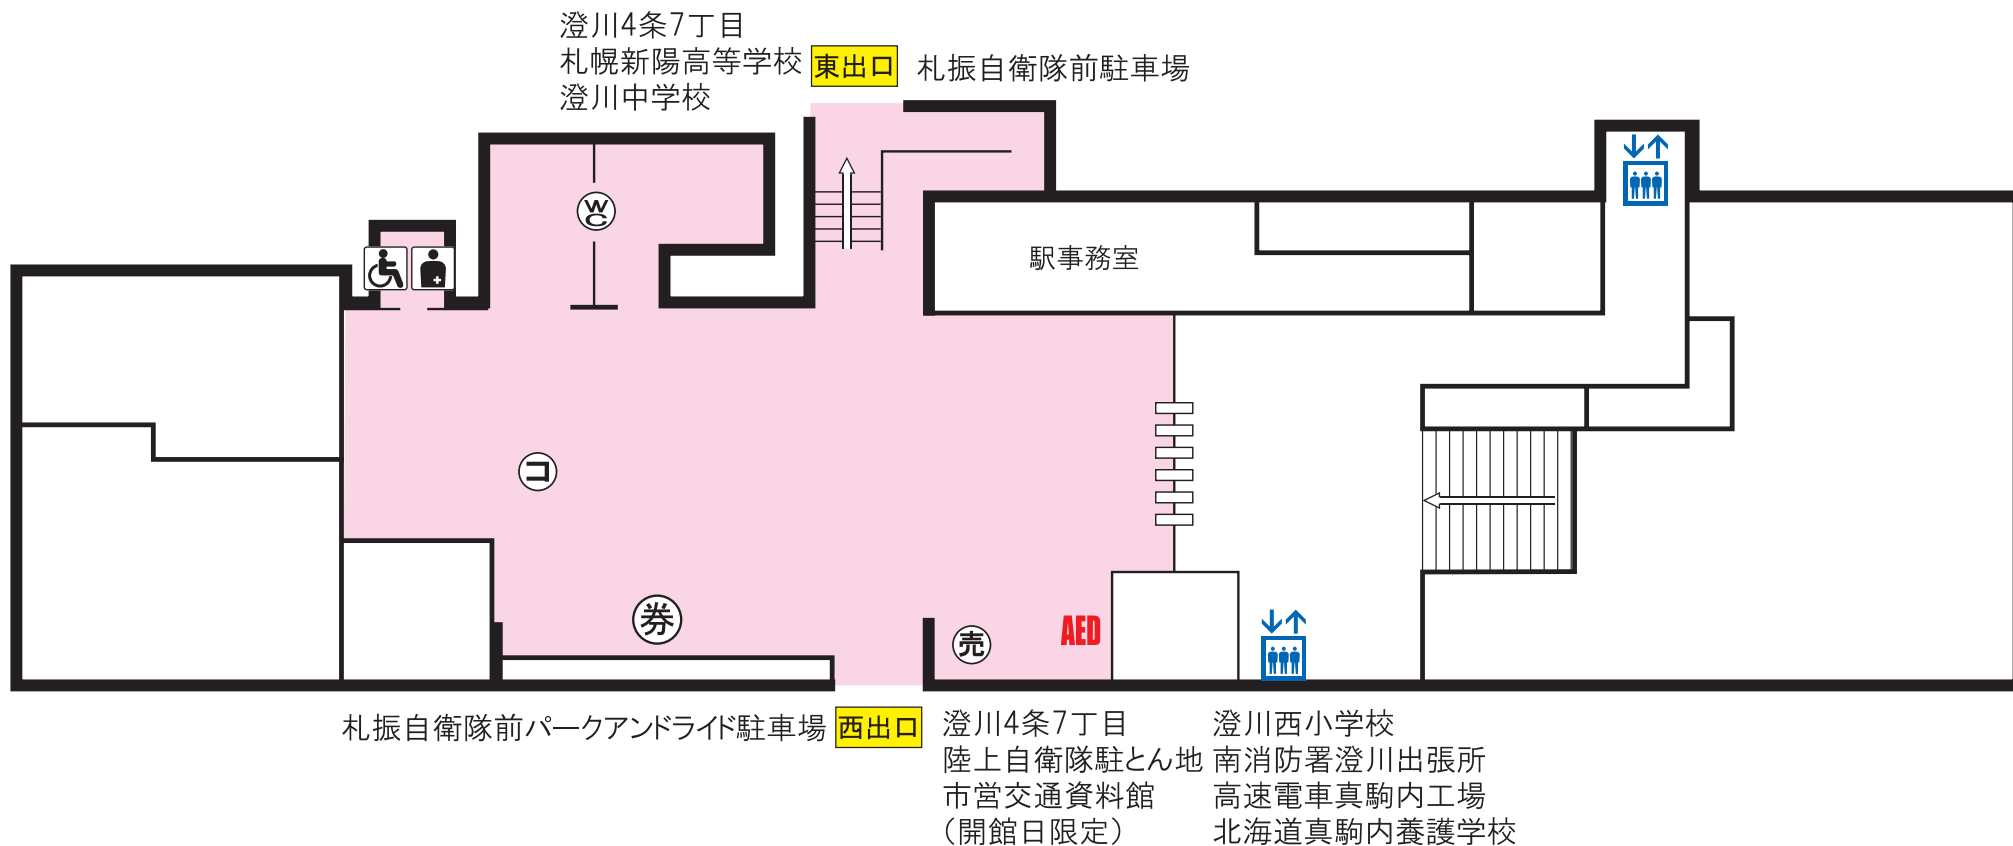 澄川4条7丁目
札幌新陽高等学校
澄川中学校
東出口
札振自衛隊前駐車場
WC
駅事務室
コ
券
売
AED
札振自衛隊前パークアンドライド駐車場
西出口
澄川4条7丁目
陸上自衛隊駐とん地
市営交通資料館
（開館日限定）
澄川西小学校
南消防署澄川出張所
高速電車真駒内工場
北海道真駒内養護学校